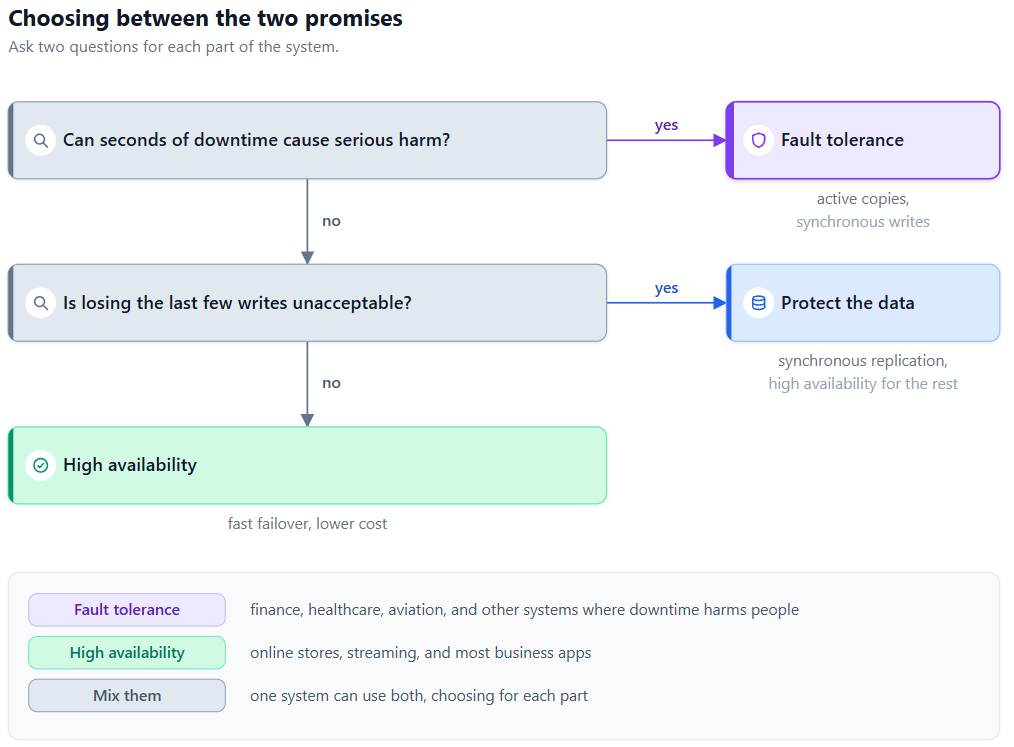 Choosing between the two promises
Ask two questions for each part of the system.
Can seconds of downtime cause serious harm?
yes
Fault tolerance
active copies,
synchronous writes
no
Is losing the last few writes unacceptable?
yes
Protect the data
synchronous replication,
high availability for the rest
no
High availability
fast failover, lower cost
Fault tolerance
finance, healthcare, aviation, and other systems where downtime harms people
High availability
online stores, streaming, and most business apps
Mix them
one system can use both, choosing for each part